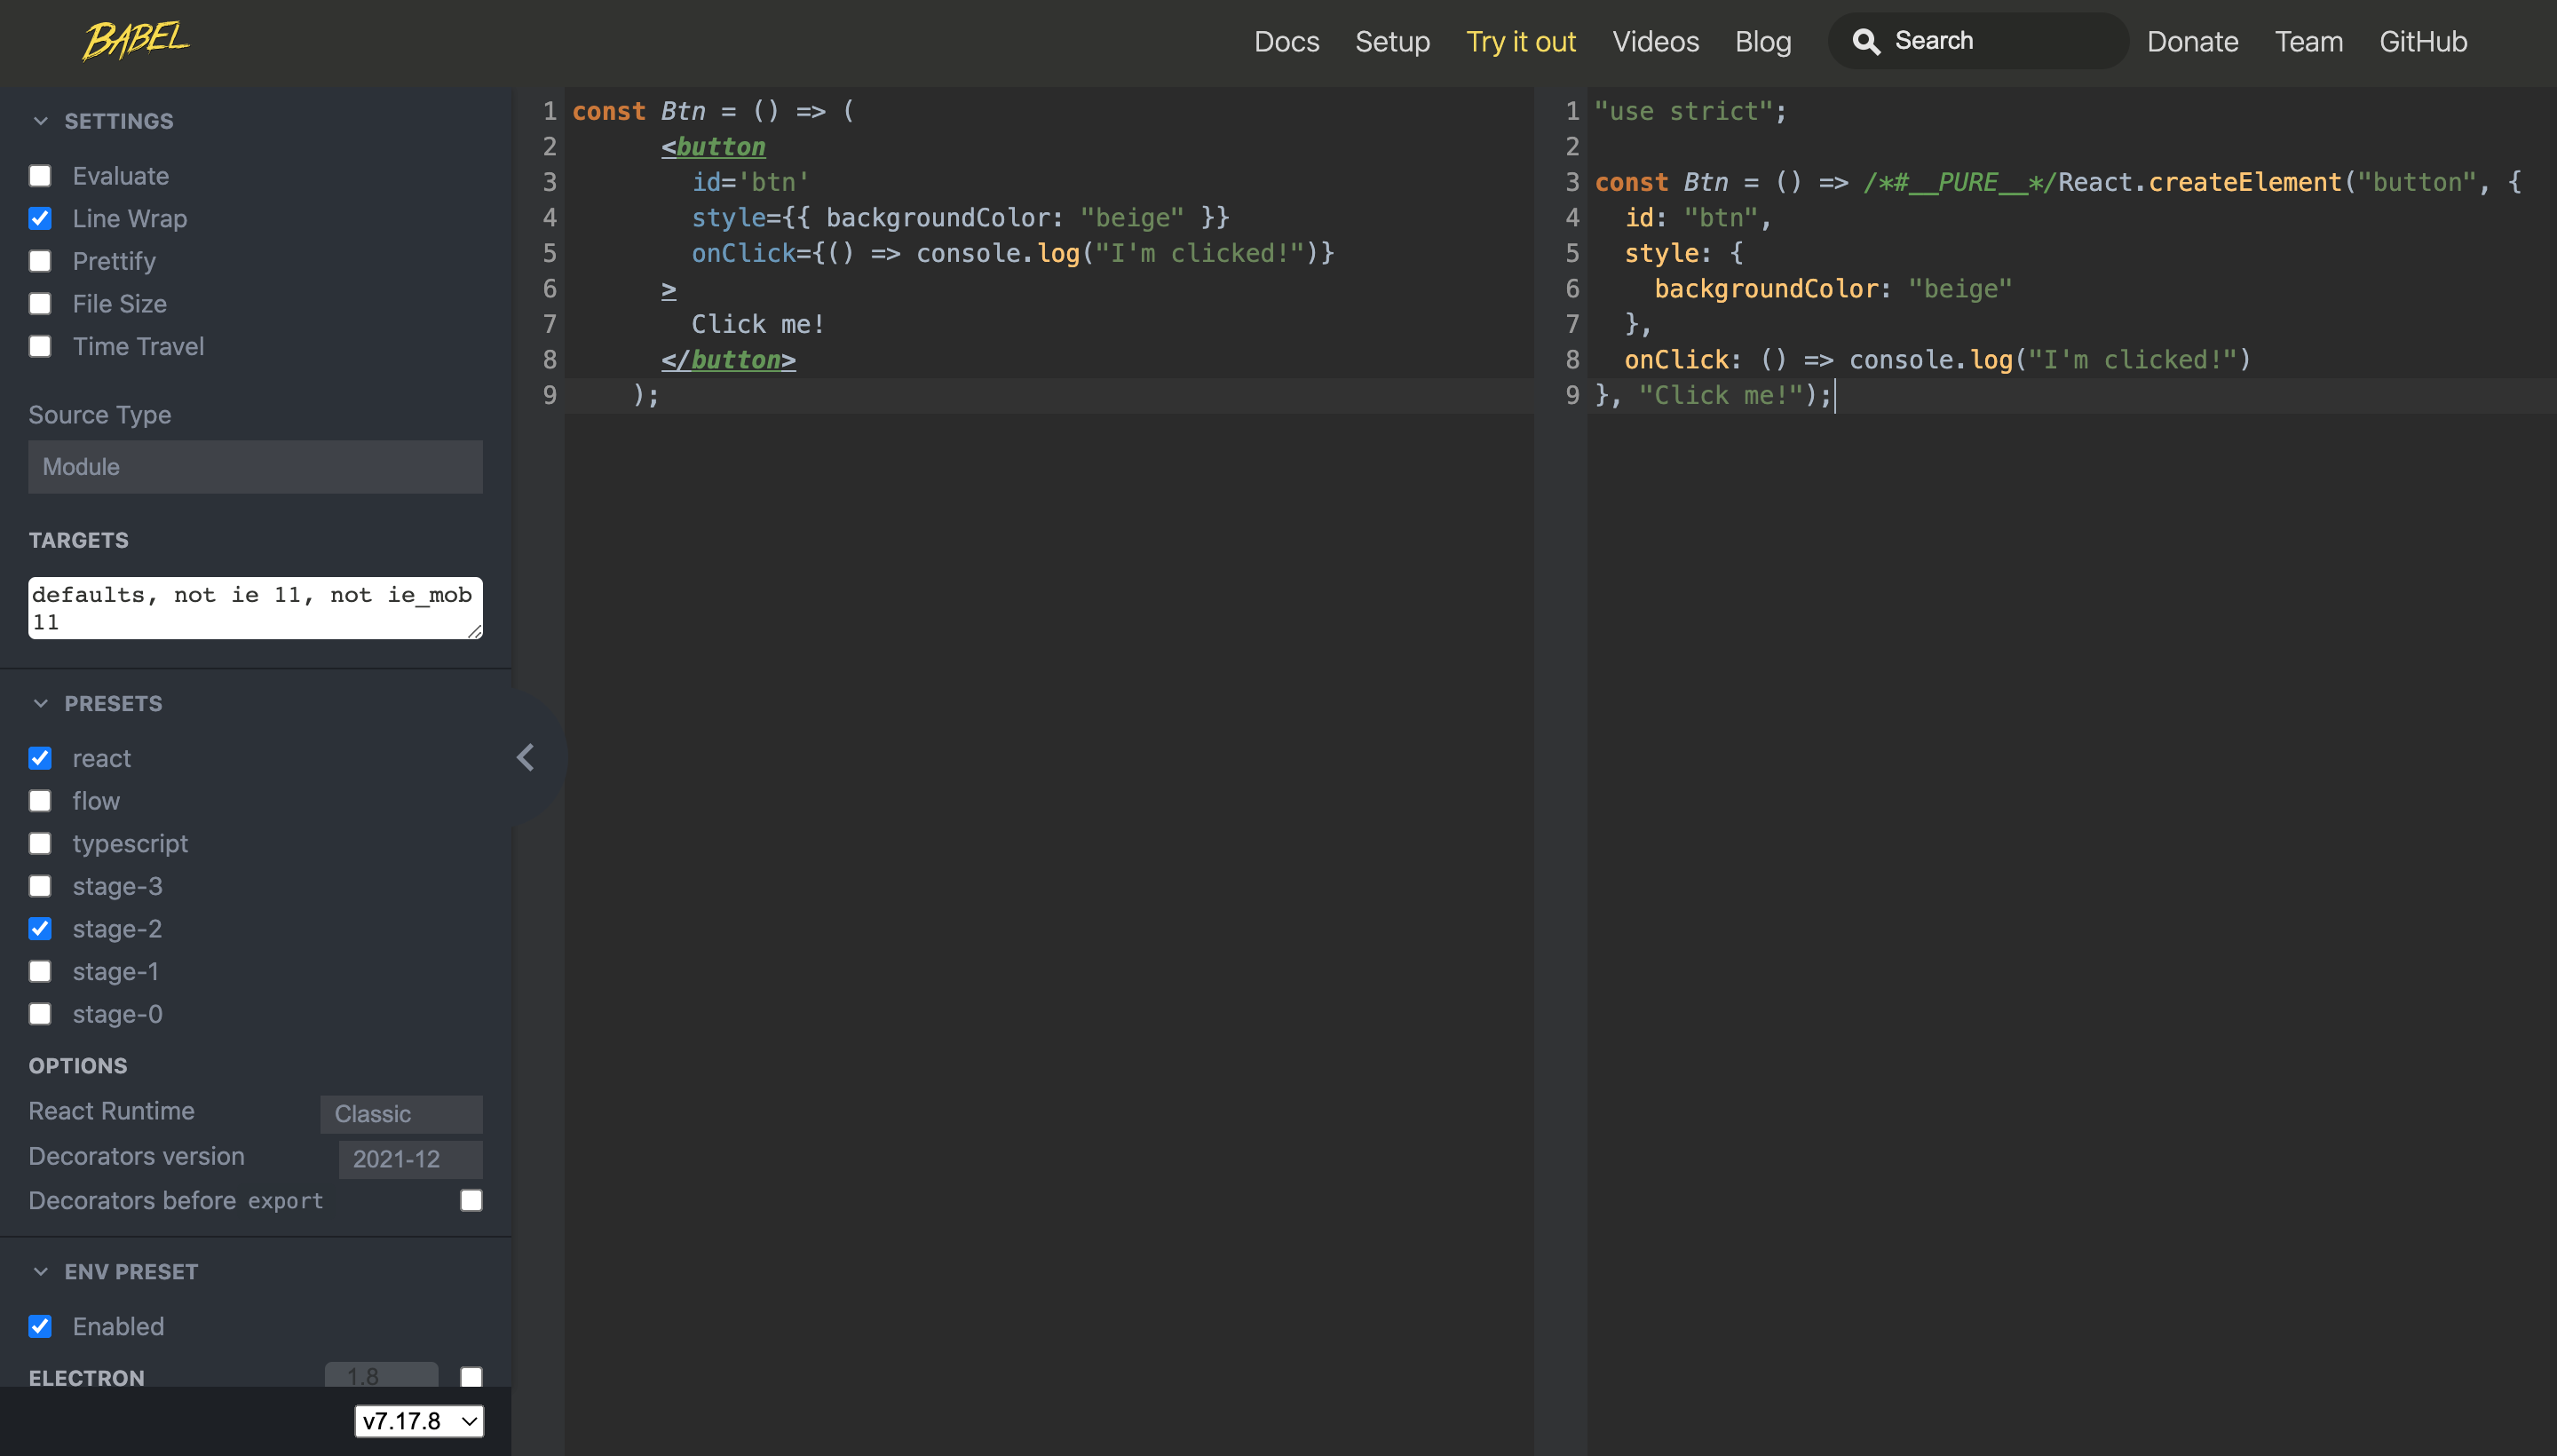 BABEL
Docs Setup Try it out Videos Blog Search Donate Team GitHub
SETTINGS
Evaluate
Line Wrap
Prettify
File Size
Time Travel
Source Type
Module
TARGETS
defaults, not ie 11, not ie_mob
11
PRESETS
react
flow
typescript
stage-3
stage-2
stage-1
stage-0
OPTIONS
React Runtime Classic
Decorators version 2021-12
Decorators before export
ENV PRESET
Enabled
ELECTRON 1.8
v7.17.8
1 const Btn = () => (
2 <button
3 id='btn'
4 style={{ backgroundColor: "beige" }}
5 onClick={() => console.log("I'm clicked!")}
6 >
7 Click me!
8 </button>
9 );
1 "use strict";
2
3 const Btn = () => /*#__PURE__*/React.createElement("button", {
4 id: "btn",
5 style: {
6 backgroundColor: "beige"
7 },
8 onClick: () => console.log("I'm clicked!")
9 }, "Click me!");